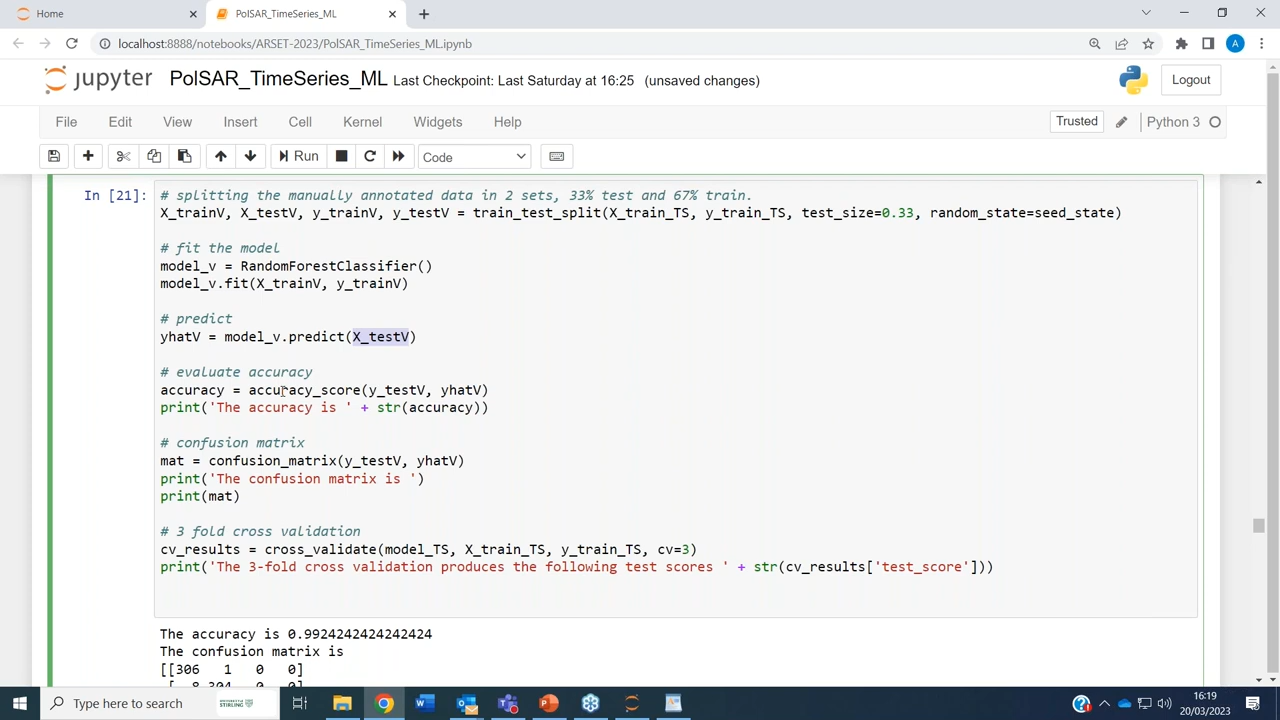 Home
PolSAR_TimeSeries_ML
localhost:8888/notebooks/ARSET-2023/PolSAR_TimeSeries_ML.ipynb
A
jupyter PolSAR_TimeSeries_ML Last Checkpoint: Last Saturday at 16:25 (unsaved changes)
Logout
File Edit View Insert Cell Kernel Widgets Help
Trusted Python 3
Run Code
In [21]:
# splitting the manually annotated data in 2 sets, 33% test and 67% train.
X_trainV, X_testV, y_trainV, y_testV = train_test_split(X_train_TS, y_train_TS, test_size=0.33, random_state=seed_state)
# fit the model
model_v = RandomForestClassifier()
model_v.fit(X_trainV, y_trainV)
# predict
yhatV = model_v.predict(X_testV)
# evaluate accuracy
accuracy = accuracy_score(y_testV, yhatV)
print('The accuracy is ' + str(accuracy))
# confusion matrix
mat = confusion_matrix(y_testV, yhatV)
print('The confusion matrix is ')
print(mat)
# 3 fold cross validation
cv_results = cross_validate(model_TS, X_train_TS, y_train_TS, cv=3)
print('The 3-fold cross validation produces the following test scores ' + str(cv_results['test_score']))
The accuracy is 0.9924242424242424
The confusion matrix is
[[306 1 0 0]
[ 8 304 0 0]
Type here to search
16:19
20/03/2023